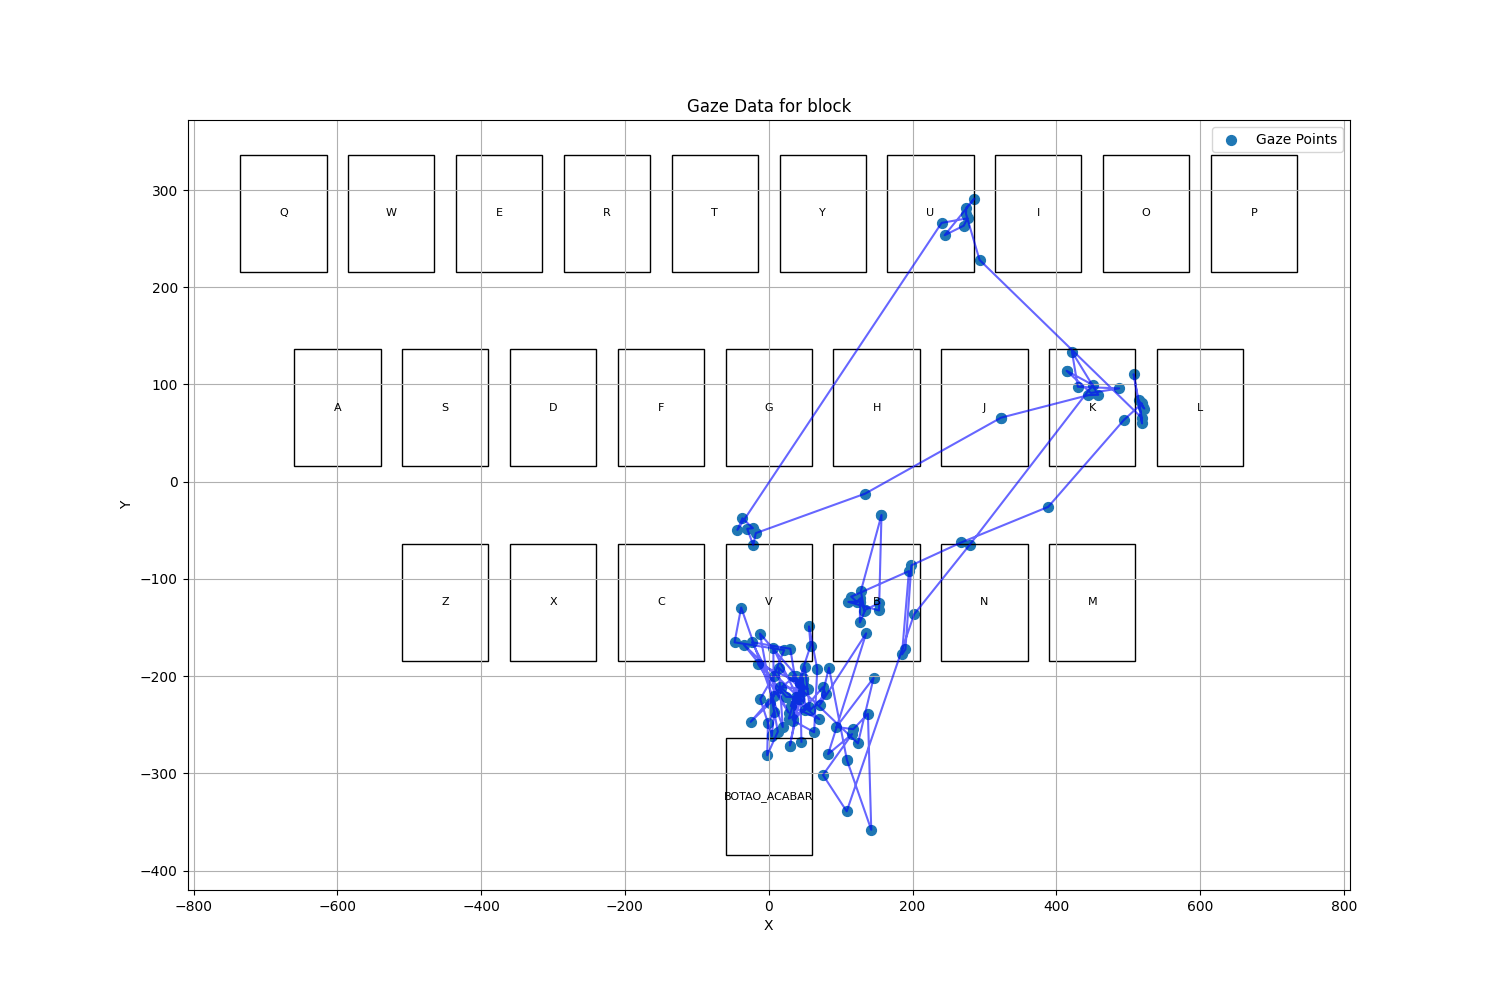 Gaze Data for block
Gaze Points
300
Q W E R T Y U I O P
200
100
A S D F G H J K L
0
Y
−100
Z X C V B N M
−200
−300
BOTAO_ACABAR
−400
−800 −600 −400 −200 0 200 400 600 800
X